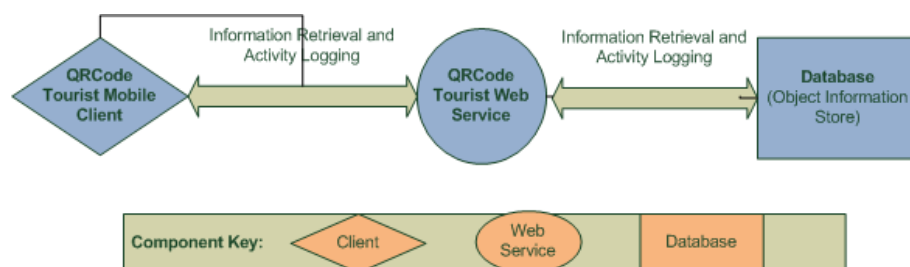 Information Retrieval and
Activity Logging
Information Retrieval and
Activity Logging
QRCode
Tourist Mobile
Client
QRCode
Tourist Web
Service
Database
(Object Information
Store)
Component Key:
Client
Web
Service
Database